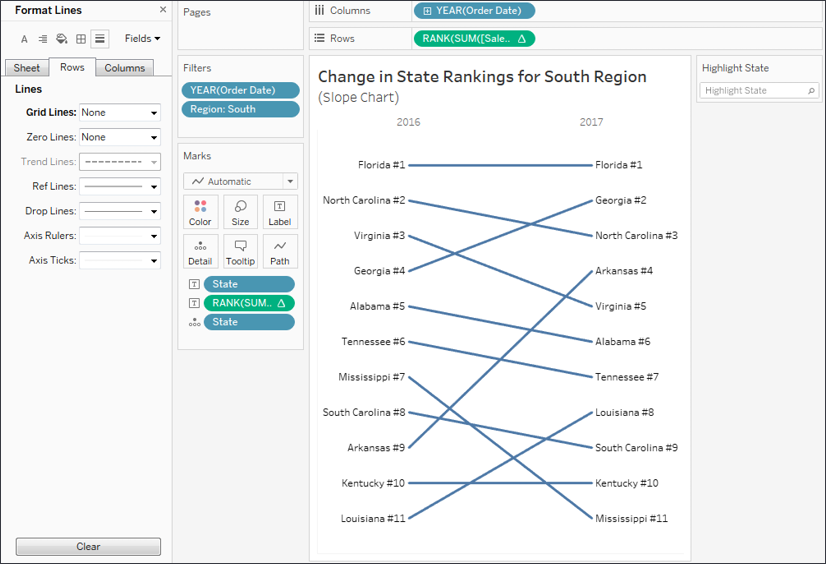 Format Lines
Fields
Sheet
Rows
Columns
Lines
Grid Lines: None
Zero Lines: None
Trend Lines:
Ref Lines:
Drop Lines:
Axis Rulers:
Axis Ticks:
Clear
Pages
Filters
YEAR(Order Date)
Region: South
Marks
Automatic
Color
Size
Label
Detail
Tooltip
Path
State
RANK(SUM..
State
Columns
YEAR(Order Date)
Rows
RANK(SUM([Sale..
Change in State Rankings for South Region
(Slope Chart)
2016 2017
Florida #1 Florida #1
North Carolina #2 Georgia #2
Virginia #3 North Carolina #3
Georgia #4 Arkansas #4
Alabama #5 Virginia #5
Tennessee #6 Alabama #6
Mississippi #7 Tennessee #7
South Carolina #8 Louisiana #8
Arkansas #9 South Carolina #9
Kentucky #10 Kentucky #10
Louisiana #11 Mississippi #11
Highlight State
Highlight State